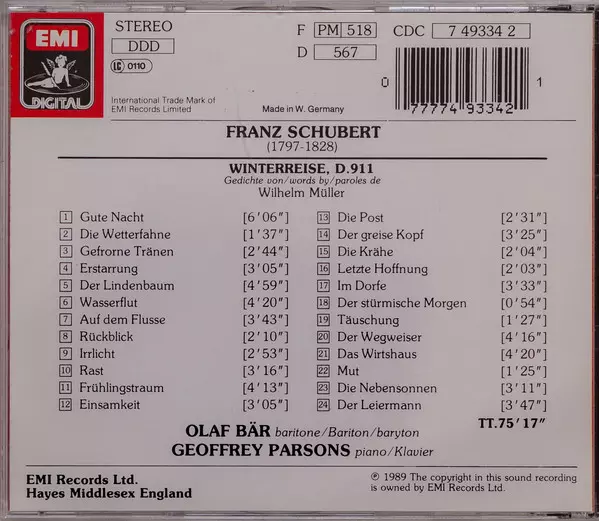 EMI
DIGITAL
STEREO
DDD
LC 0110
International Trade Mark of
EMI Records Limited
F PM 518
D 567
CDC 7 49334 2
0 77774 93342 1
Made in W. Germany
FRANZ SCHUBERT
(1797-1828)
WINTERREISE, D.911
Gedichte von/words by/paroles de
Wilhelm Müller
1 Gute Nacht [6′06″]
2 Die Wetterfahne [1′37″]
3 Gefrorne Tränen [2′44″]
4 Erstarrung [3′05″]
5 Der Lindenbaum [4′59″]
6 Wasserflut [4′20″]
7 Auf dem Flusse [3′43″]
8 Rückblick [2′10″]
9 Irrlicht [2′53″]
10 Rast [3′16″]
11 Frühlingstraum [4′13″]
12 Einsamkeit [3′05″]
13 Die Post [2′31″]
14 Der greise Kopf [3′25″]
15 Die Krähe [2′04″]
16 Letzte Hoffnung [2′03″]
17 Im Dorfe [3′33″]
18 Der stürmische Morgen [0′54″]
19 Täuschung [1′27″]
20 Der Wegweiser [4′16″]
21 Das Wirtshaus [4′20″]
22 Mut [1′25″]
23 Die Nebensonnen [3′11″]
24 Der Leiermann [3′47″]
TT.75′17″
OLAF BÄR baritone/Bariton/baryton
GEOFFREY PARSONS piano/Klavier
EMI Records Ltd.
Hayes Middlesex England
℗ 1989 The copyright in this sound recording
is owned by EMI Records Ltd.